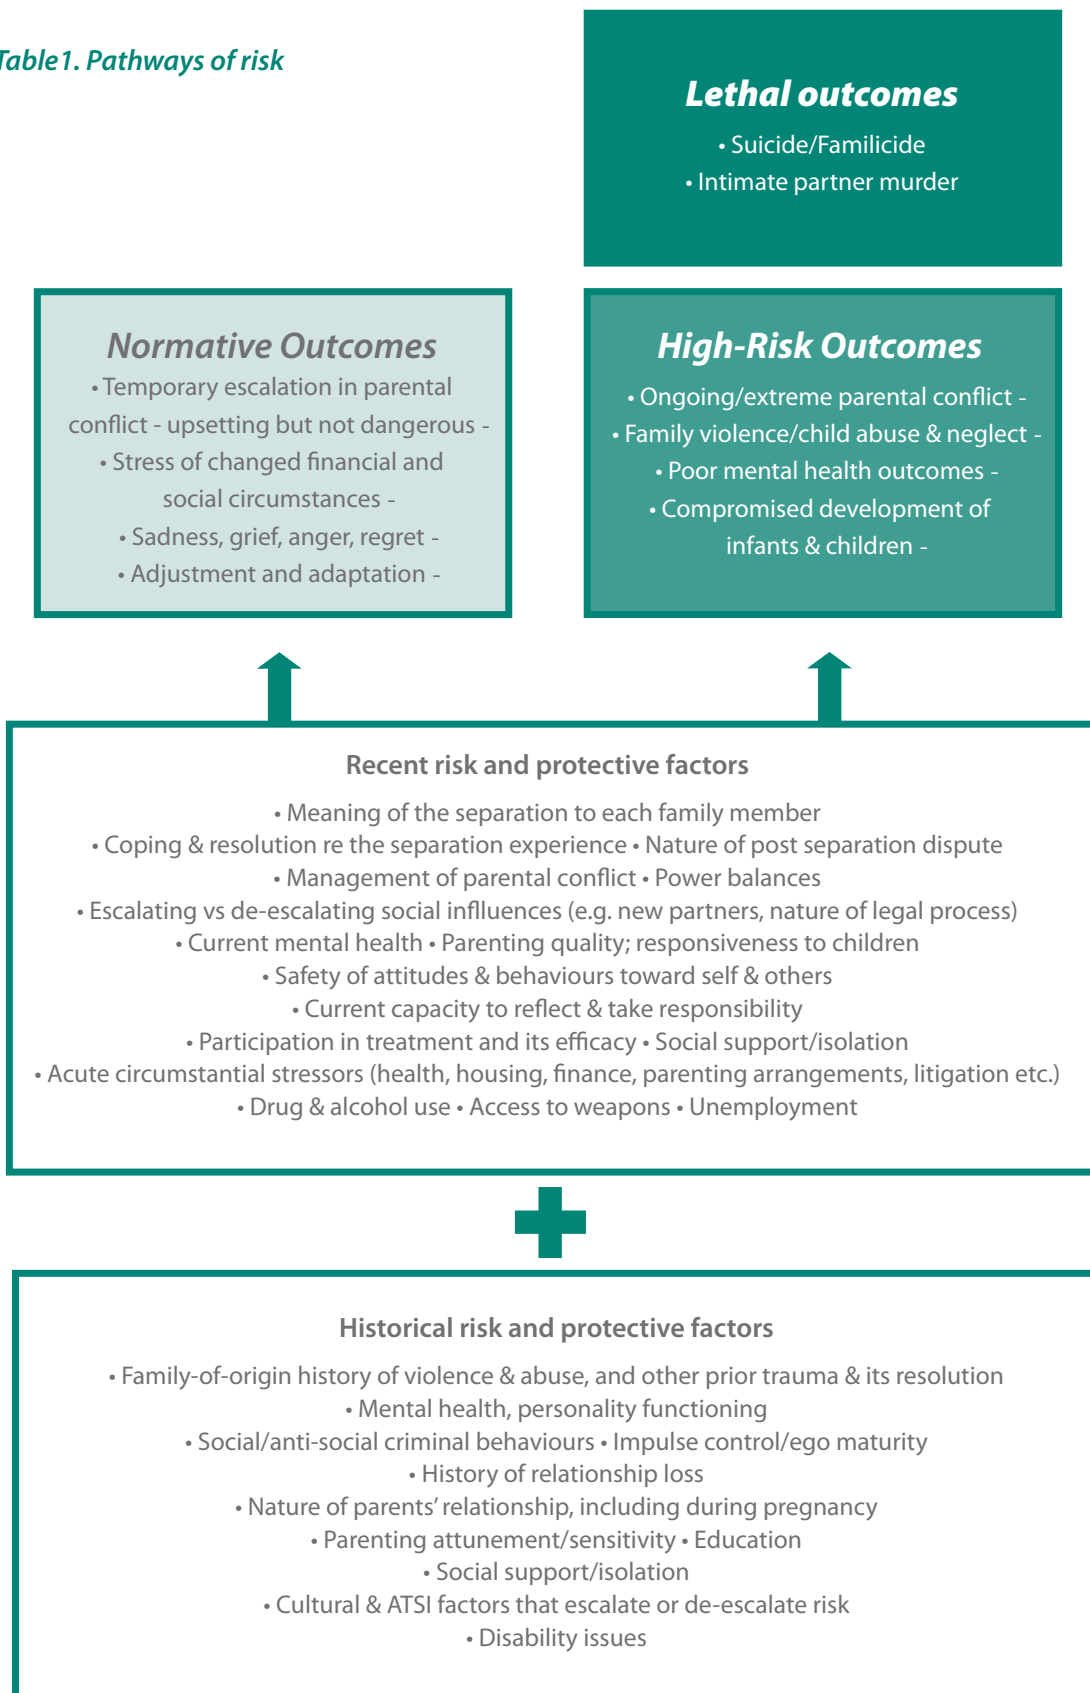 Table1. Pathways of risk
Lethal outcomes
• Suicide/Familicide
• Intimate partner murder
Normative Outcomes
• Temporary escalation in parental
conflict - upsetting but not dangerous -
• Stress of changed financial and
social circumstances -
• Sadness, grief, anger, regret -
• Adjustment and adaptation -
High-Risk Outcomes
• Ongoing/extreme parental conflict -
• Family violence/child abuse & neglect -
• Poor mental health outcomes -
• Compromised development of
infants & children -
Recent risk and protective factors
• Meaning of the separation to each family member
• Coping & resolution re the separation experience • Nature of post separation dispute
• Management of parental conflict • Power balances
• Escalating vs de-escalating social inflluences (e.g. new partners, nature of legal process)
• Current mental health • Parenting quality; responsiveness to children
• Safety of attitudes & behaviours toward self & others
• Current capacity to reflect & take responsibility
• Participation in treatment and its efficacy • Social support/isolation
• Acute circumstantial stressors (health, housing, finance, parenting arrangements, litigation etc.)
• Drug & alcohol use • Access to weapons • Unemployment
Historical risk and protective factors
• Family-of-origin history of violence & abuse, and other prior trauma & its resolution
• Mental health, personality functioning
• Social/anti-social criminal behaviours • Impulse control/ego maturity
• History of relationship loss
• Nature of parents' relationship, including during pregnancy
• Parenting attunement/sensitivity • Education
• Social support/isolation
• Cultural & ATSI factors that escalate or de-escalate risk
• Disability issues